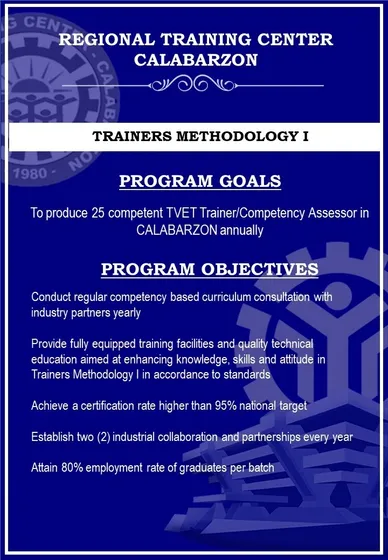 REGIONAL TRAINING CENTER
CALABARZON
TRAINERS METHODOLOGY I
PROGRAM GOALS
To produce 25 competent TVET Trainer/Competency Assessor in
CALABARZON annually
PROGRAM OBJECTIVES
Conduct regular competency based curriculum consultation with
industry partners yearly
Provide fully equipped training facilities and quality technical
education aimed at enhancing knowledge, skills and attitude in
Trainers Methodology I in accordance to standards
Achieve a certification rate higher than 95% national target
Establish two (2) industrial collaboration and partnerships every year
Attain 80% employment rate of graduates per batch
- 1980 -